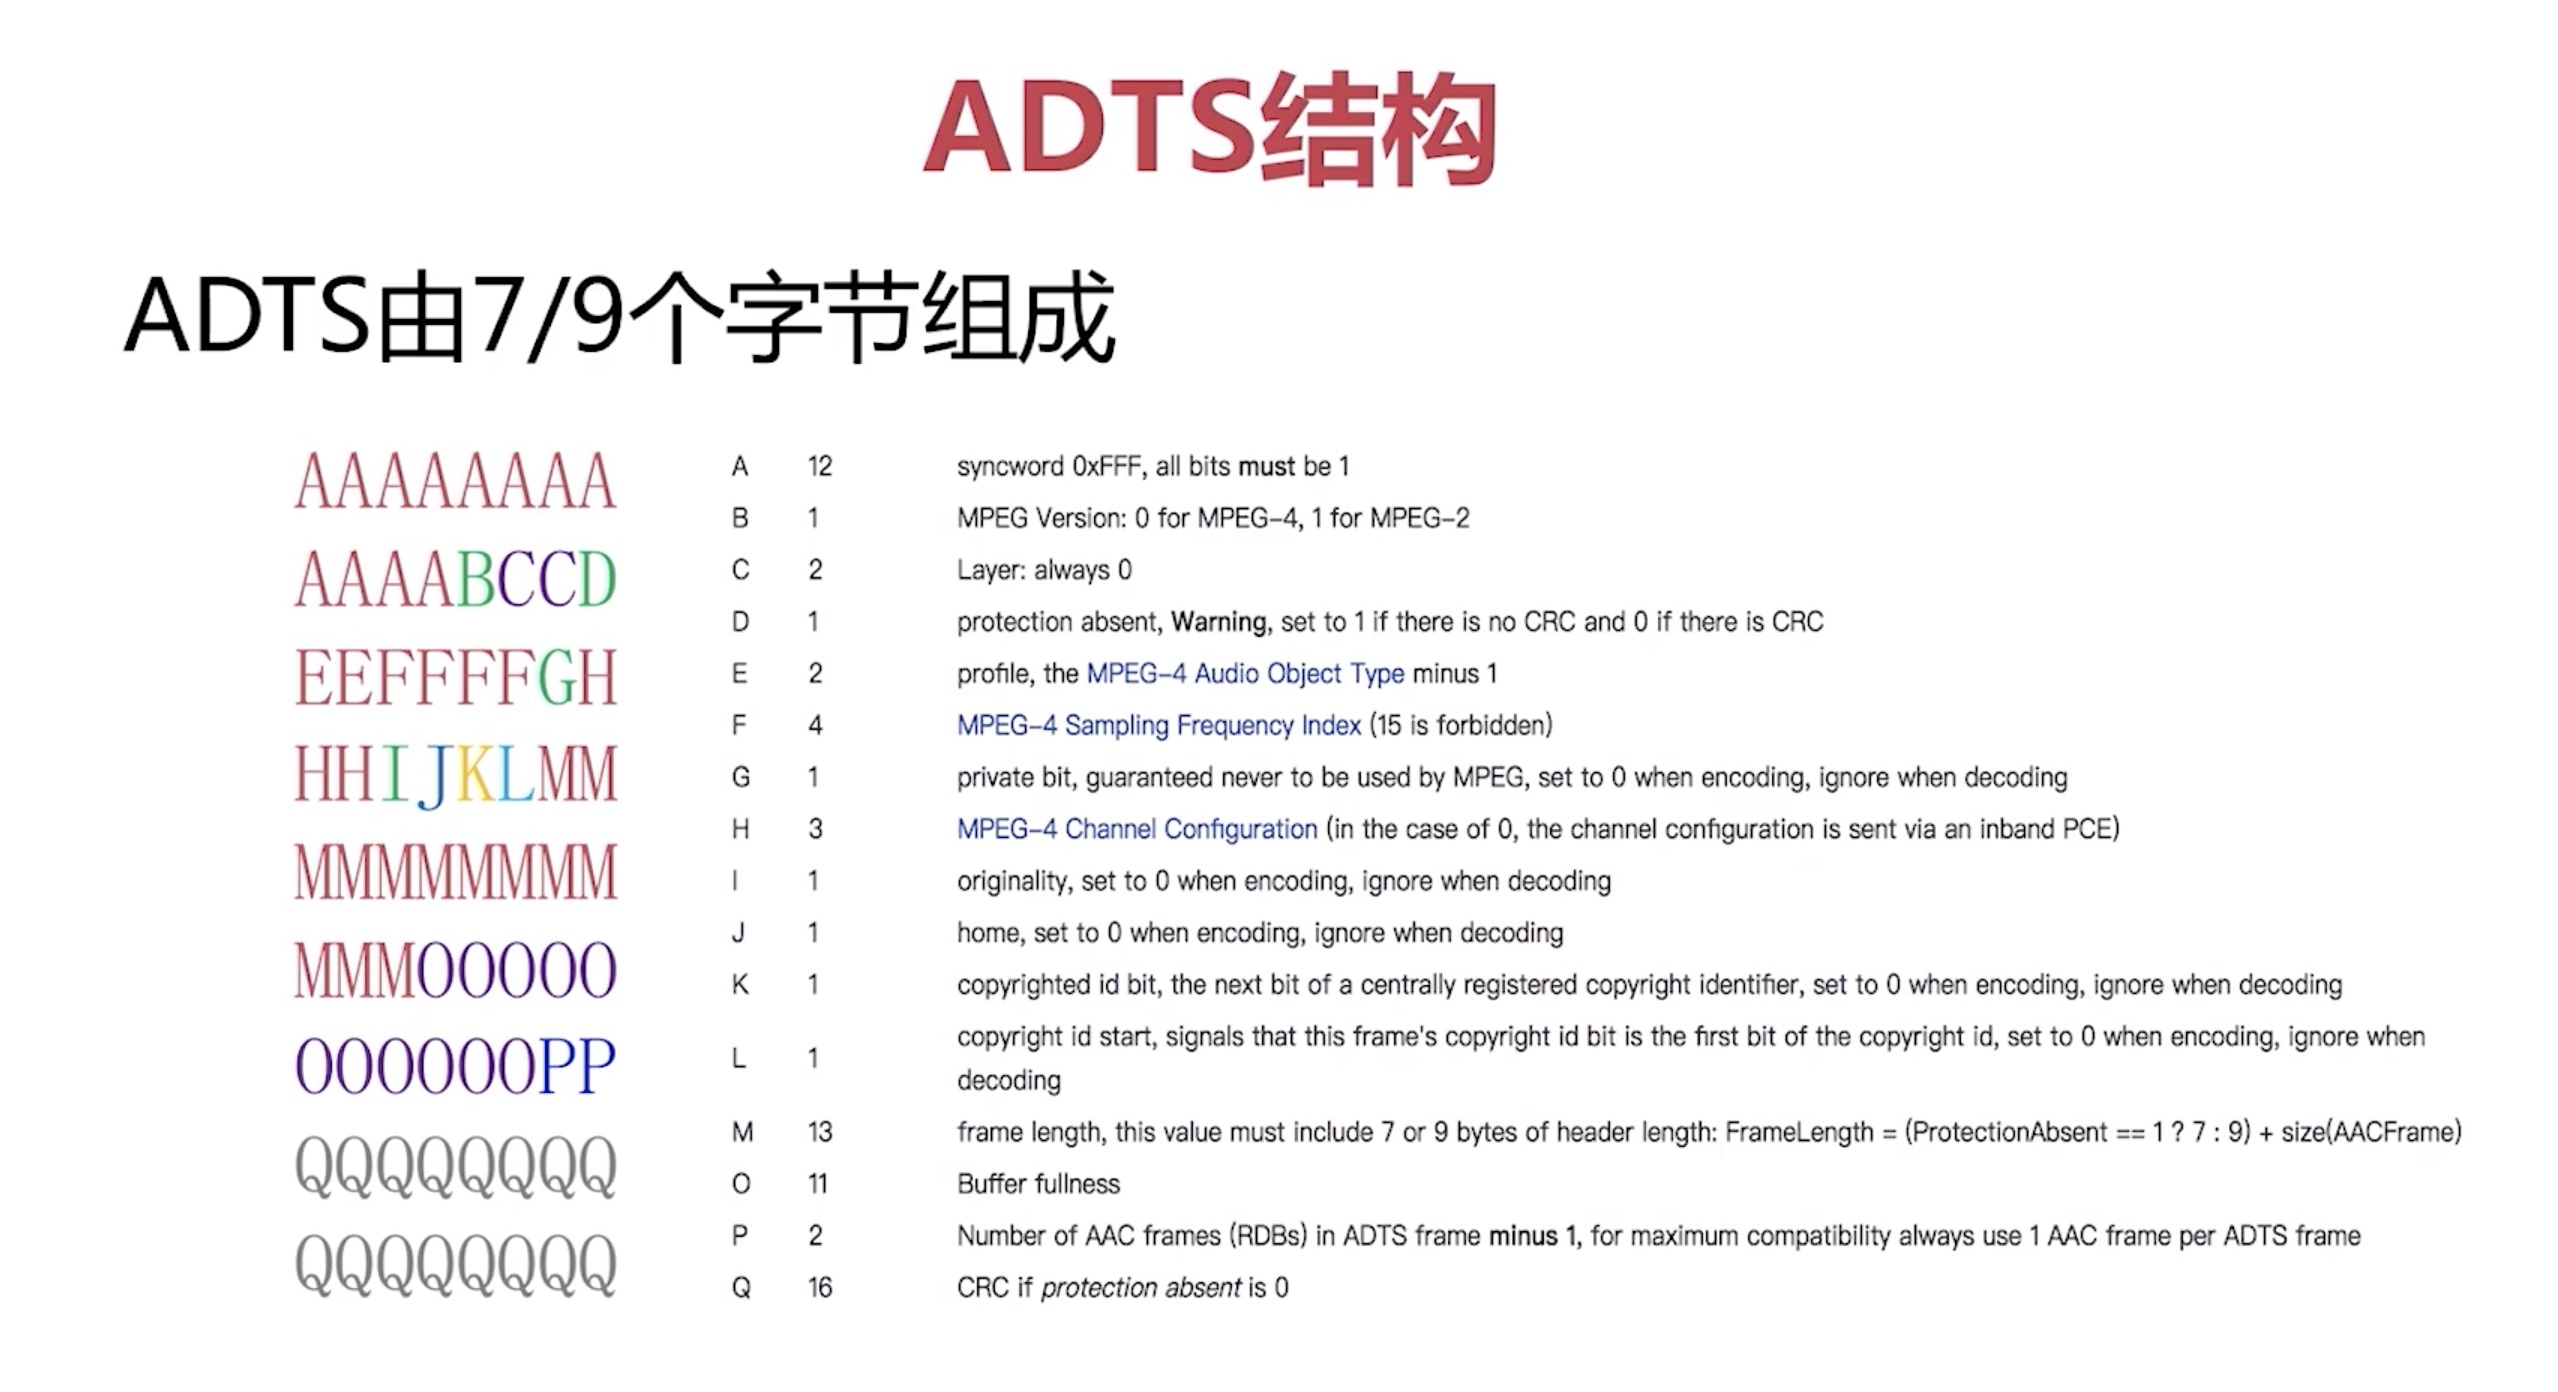 ADTS结构
ADTS由7/9个字节组成
AAAAAAAA
AAAABCCD
EEFFFFGH
HHIJKLMM
MMMMMMMM
MMMOOOOO
OOOOOOPP
QQQQQQQQ
QQQQQQQQ
A 12 syncword 0xFFF, all bits must be 1
B 1 MPEG Version: 0 for MPEG-4, 1 for MPEG-2
C 2 Layer: always 0
D 1 protection absent, Warning, set to 1 if there is no CRC and 0 if there is CRC
E 2 profile, the MPEG-4 Audio Object Type minus 1
F 4 MPEG-4 Sampling Frequency Index (15 is forbidden)
G 1 private bit, guaranteed never to be used by MPEG, set to 0 when encoding, ignore when decoding
H 3 MPEG-4 Channel Configuration (in the case of 0, the channel configuration is sent via an inband PCE)
I 1 originality, set to 0 when encoding, ignore when decoding
J 1 home, set to 0 when encoding, ignore when decoding
K 1 copyrighted id bit, the next bit of a centrally registered copyright identifier, set to 0 when encoding, ignore when decoding
L 1 copyright id start, signals that this frame's copyright id bit is the first bit of the copyright id, set to 0 when encoding, ignore when
decoding
M 13 frame length, this value must include 7 or 9 bytes of header length: FrameLength = (ProtectionAbsent == 1 ? 7 : 9) + size(AACFrame)
O 11 Buffer fullness
P 2 Number of AAC frames (RDBs) in ADTS frame minus 1, for maximum compatibility always use 1 AAC frame per ADTS frame
Q 16 CRC if protection absent is 0